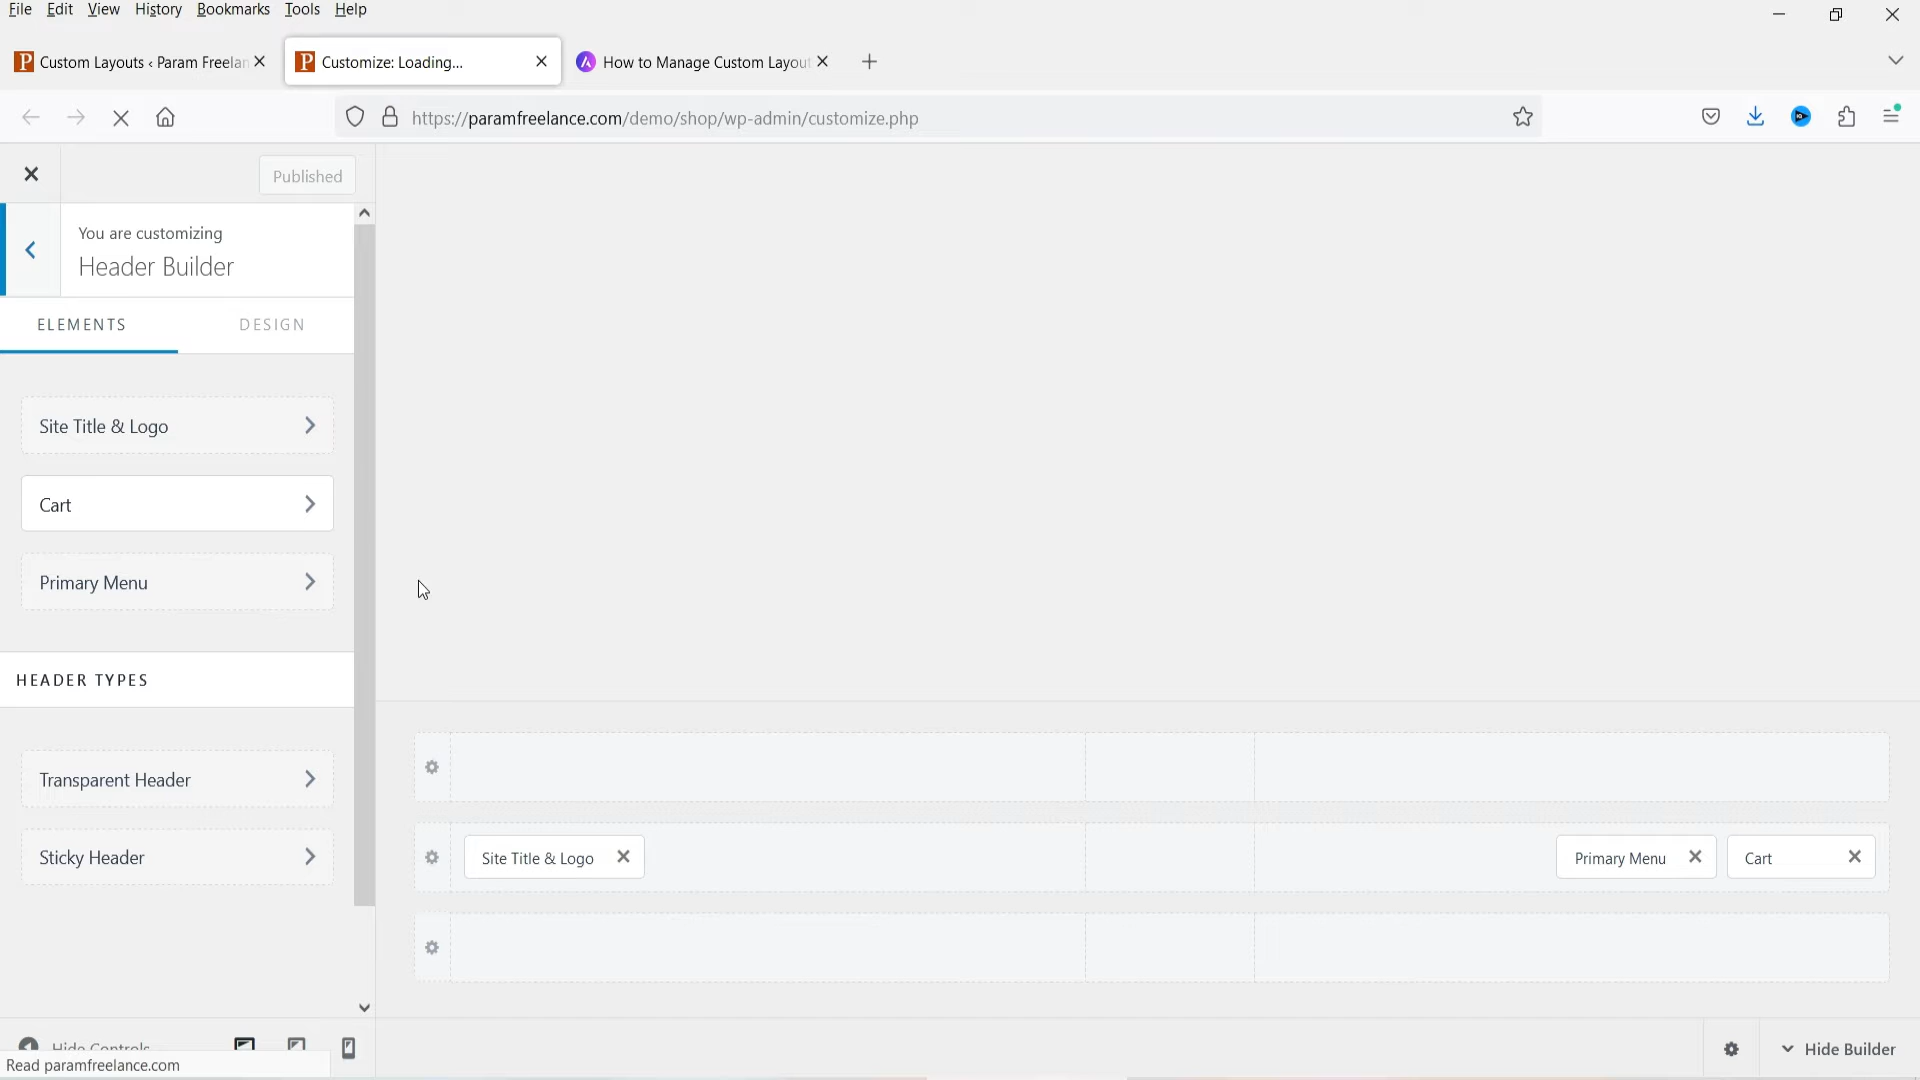 File Edit View History Bookmarks Tools Help
Custom Layouts ‹ Param Freelan
Customize: Loading...
How to Manage Custom Layou
https://paramfreelance.com/demo/shop/wp-admin/customize.php
Published
You are customizing
Header Builder
ELEMENTS
DESIGN
Site Title & Logo
Cart
Primary Menu
HEADER TYPES
Transparent Header
Sticky Header
Site Title & Logo
Primary Menu
Cart
Hide Controls
Read paramfreelance.com
Hide Builder